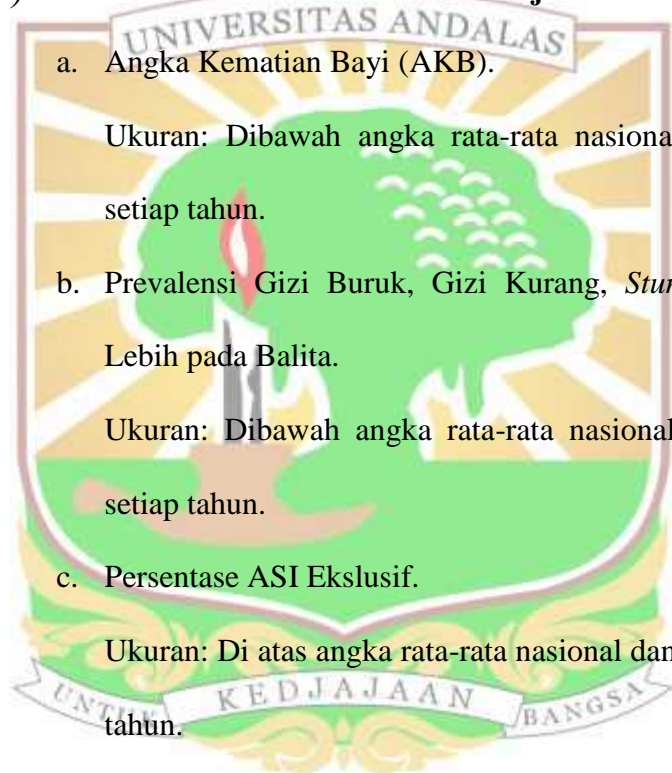 UNIVERSITAS ANDALAS
a. Angka Kematian Bayi (AKB).
Ukuran: Dibawah angka rata-rata nasional
setiap tahun.
b. Prevalensi Gizi Buruk, Gizi Kurang,
Lebih pada Balita.
Ukuran: Dibawah angka rata-rata nasional
setiap tahun.
c. Persentase ASI Ekslusif.
Ukuran: Di atas angka rata-rata nasional dan
tahun.
UNTUK KEDJAJAAN BANGSA